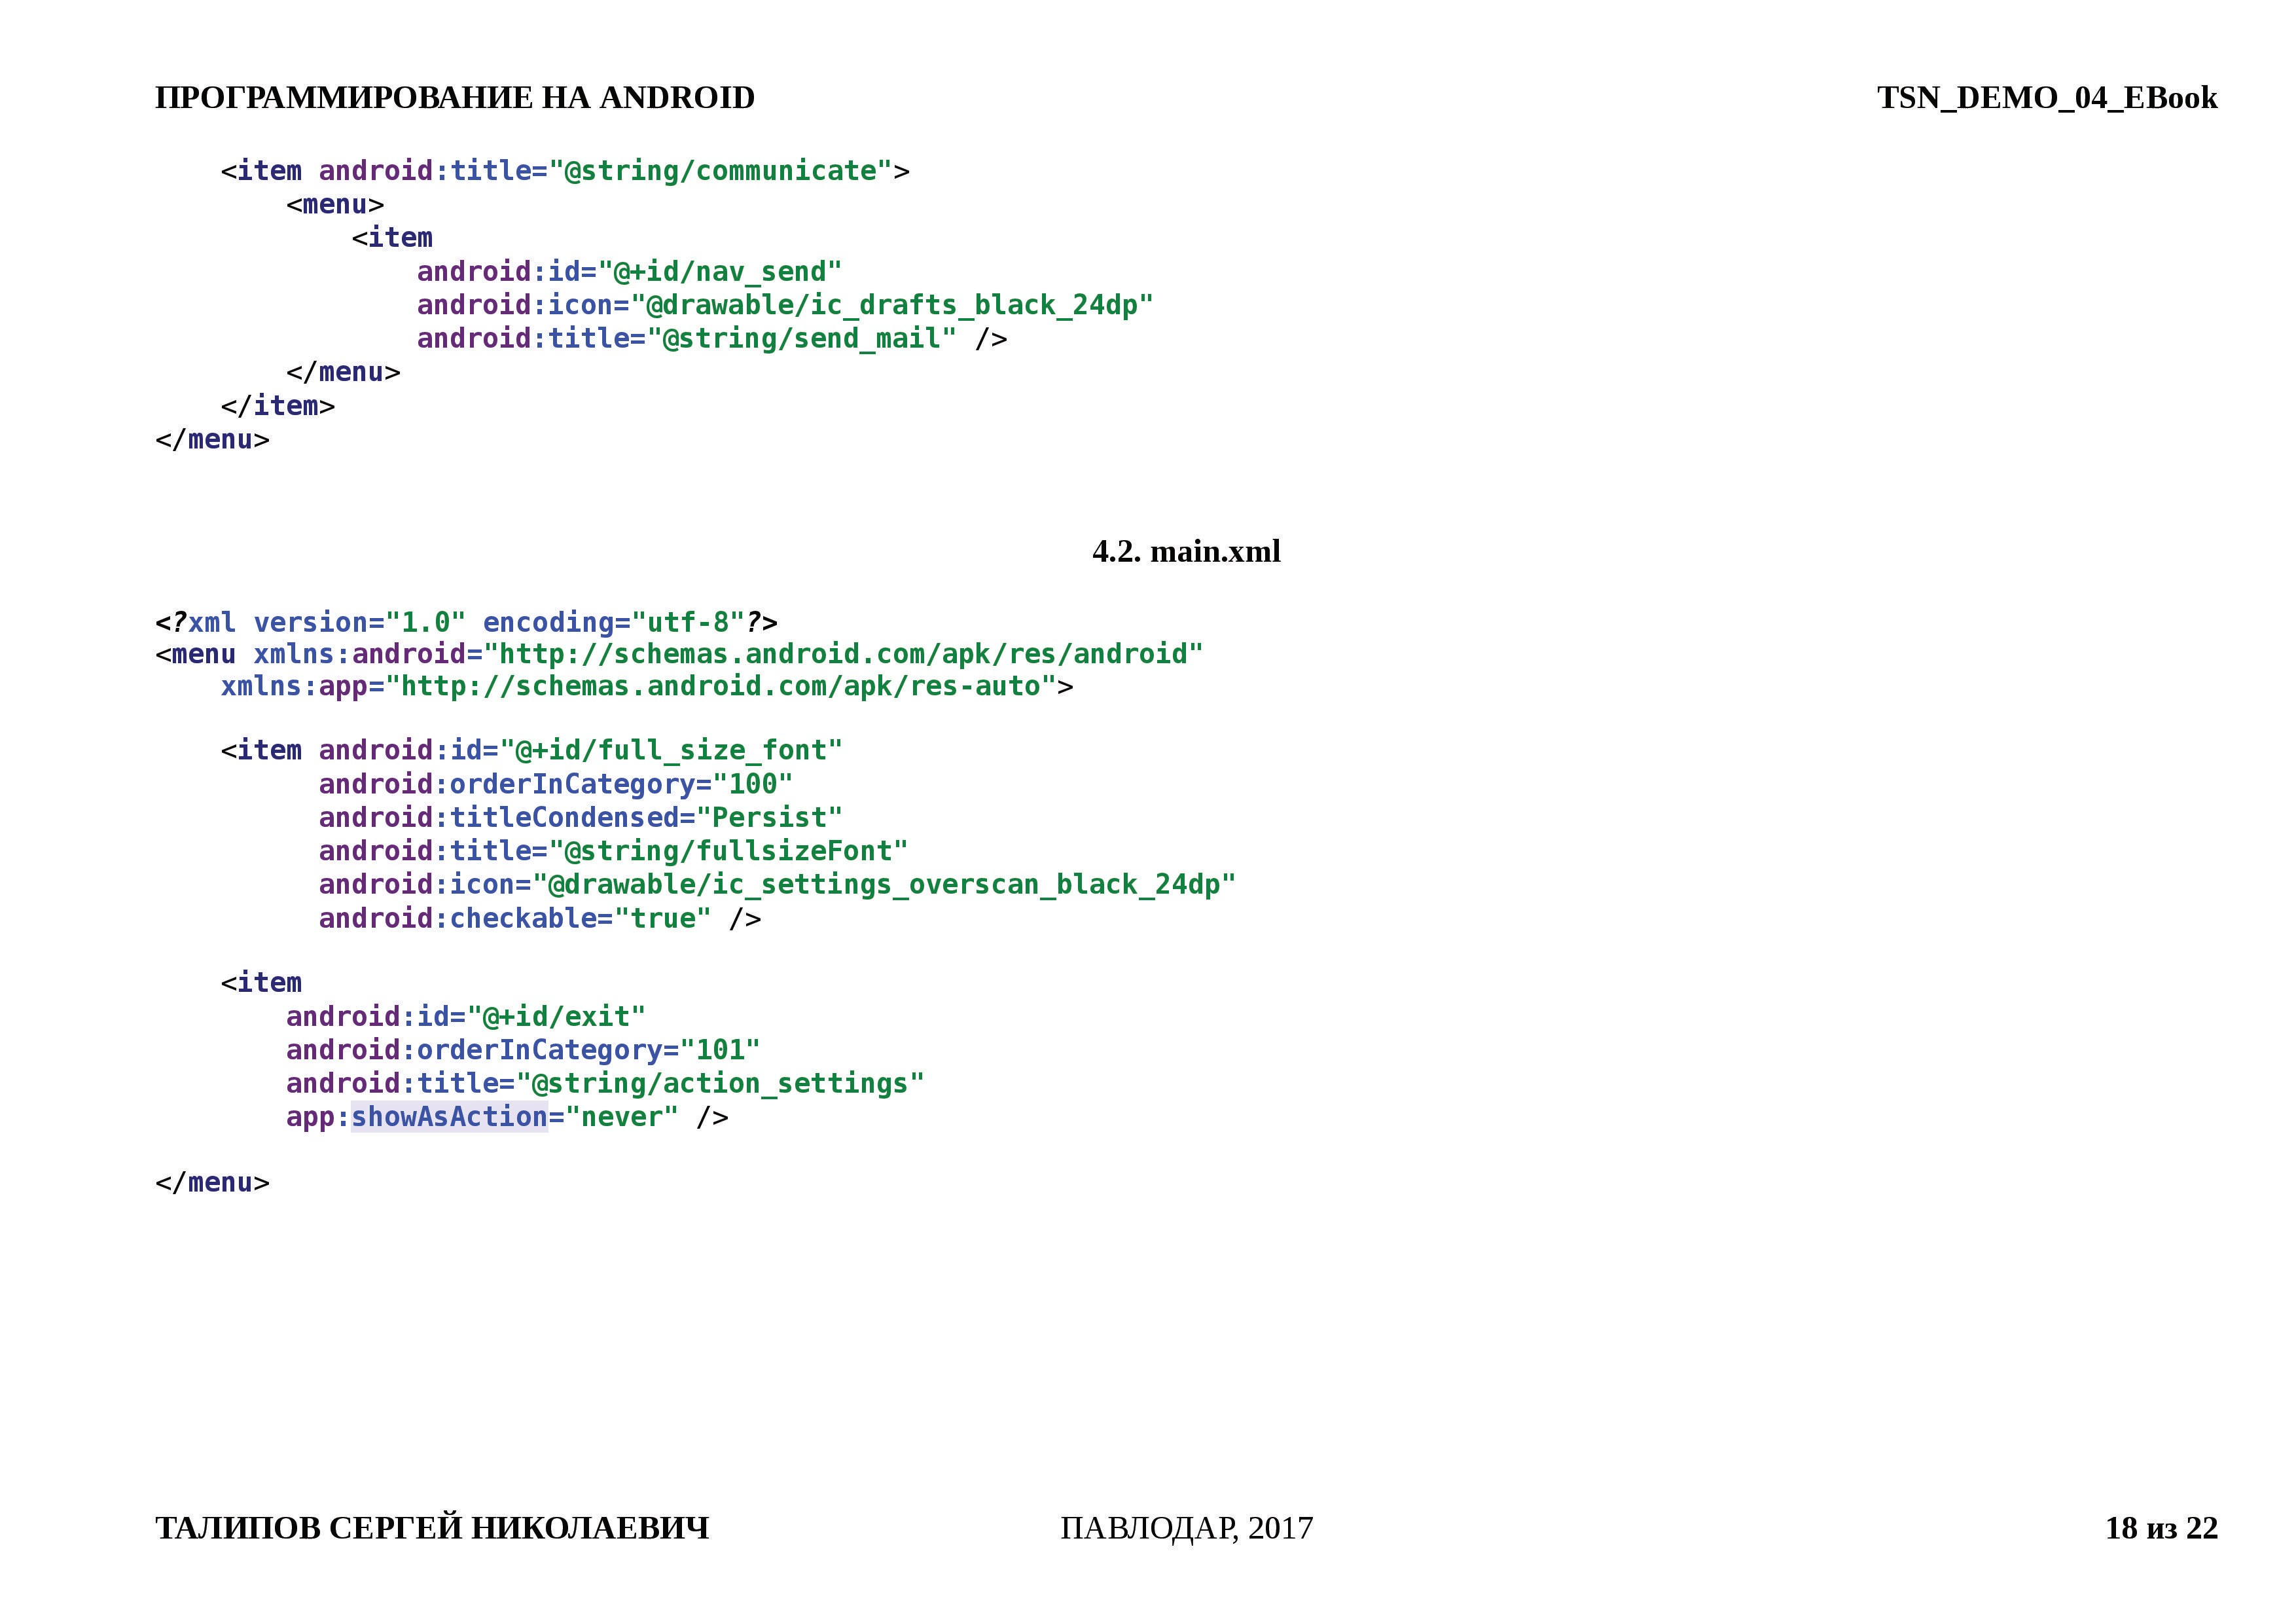 ПРОГРАММИРОВАНИЕ НА ANDROID TSN_DEMO_04_EBook
    <item android:title="@string/communicate">
        <menu>
            <item
                android:id="@+id/nav_send"
                android:icon="@drawable/ic_drafts_black_24dp"
                android:title="@string/send_mail" />
        </menu>
    </item>
</menu>
4.2. main.xml
<?xml version="1.0" encoding="utf-8"?>
<menu xmlns:android="http://schemas.android.com/apk/res/android"
    xmlns:app="http://schemas.android.com/apk/res-auto">
    <item android:id="@+id/full_size_font"
          android:orderInCategory="100"
          android:titleCondensed="Persist"
          android:title="@string/fullsizeFont"
          android:icon="@drawable/ic_settings_overscan_black_24dp"
          android:checkable="true" />
    <item
        android:id="@+id/exit"
        android:orderInCategory="101"
        android:title="@string/action_settings"
        app:showAsAction="never" />
</menu>
ТАЛИПОВ СЕРГЕЙ НИКОЛАЕВИЧ ПАВЛОДАР, 2017 18 из 22